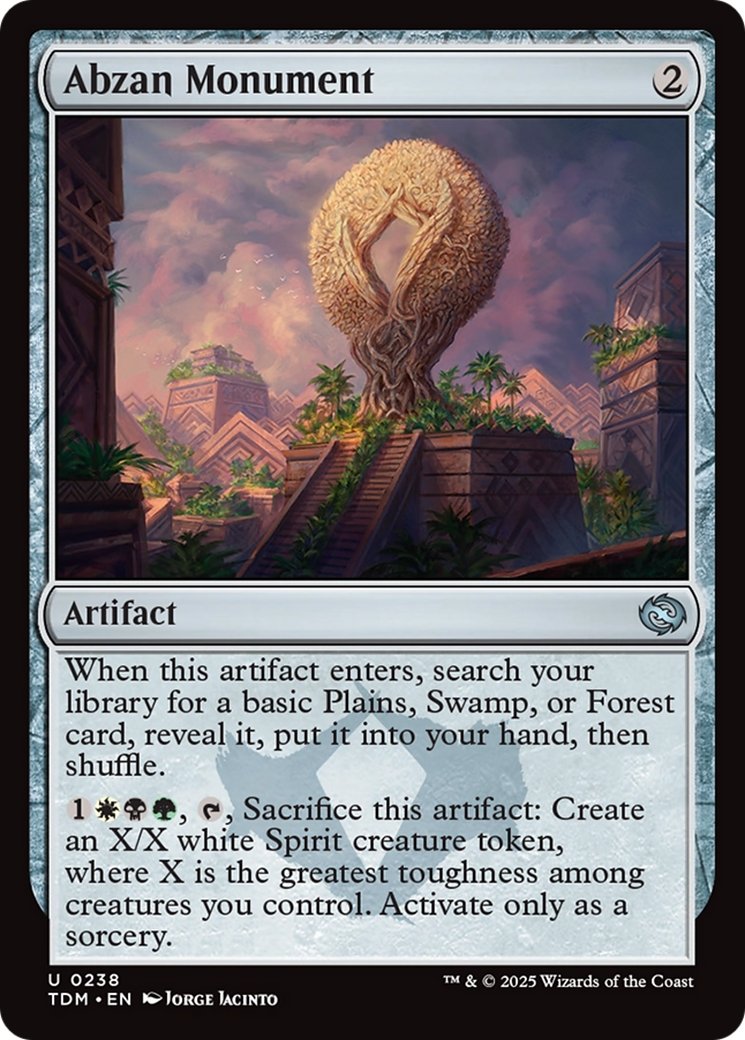 Abzan Monument 2
Artifact
When this artifact enters, search your
library for a basic Plains, Swamp, or Forest
card, reveal it, put it into your hand, then
shuffle.
1, , Sacrifice this artifact: Create
an X/X white Spirit creature token,
where X is the greatest toughness among
creatures you control. Activate only as a
sorcery.
U 0238
TDM • EN Jorge Jacinto
™ & © 2025 Wizards of the Coast